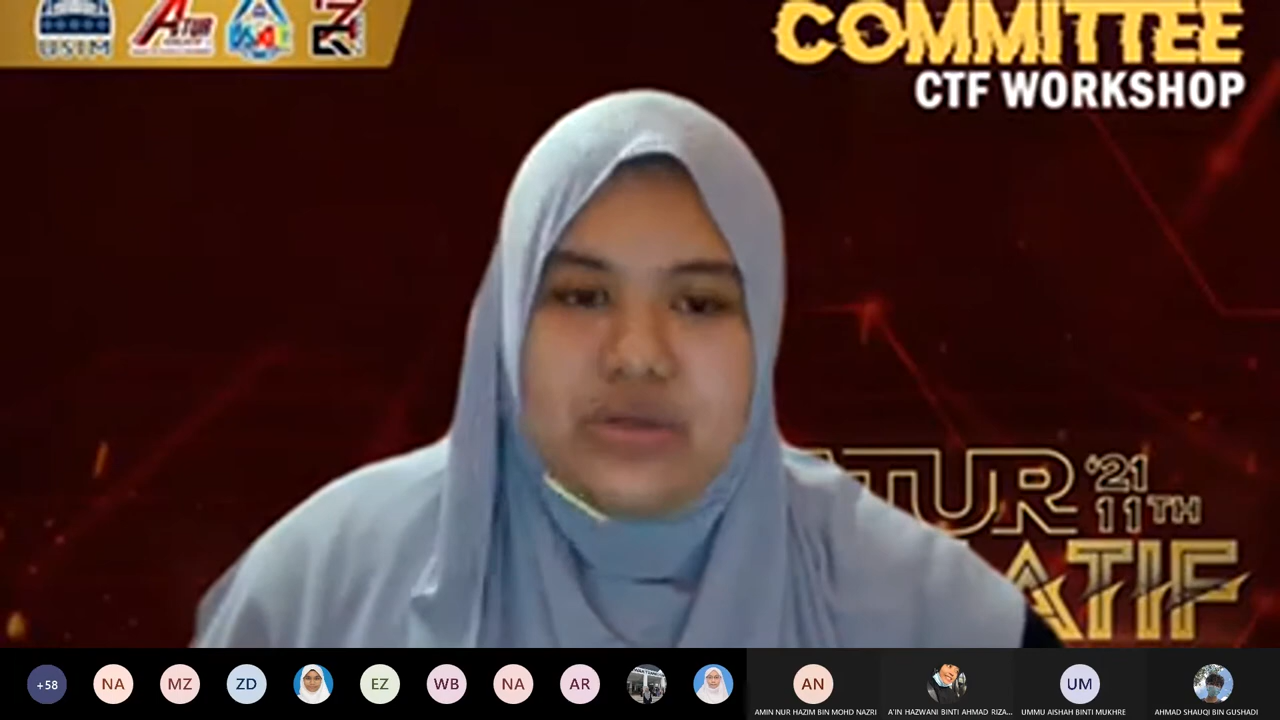 USIM
ATUR
COMMITTEE
CTF WORKSHOP
TUR '21
11TH
ATIF
+58
NA
MZ
ZD
EZ
WB
NA
AR
AN
UM
AMIN NUR HAZIM BIN MOHD NAZRI
A'IN HAZWANI BINTI AHMAD RIZA...
UMMU AISHAH BINTI MUKHRE
AHMAD SHAUQI BIN GUSHADI